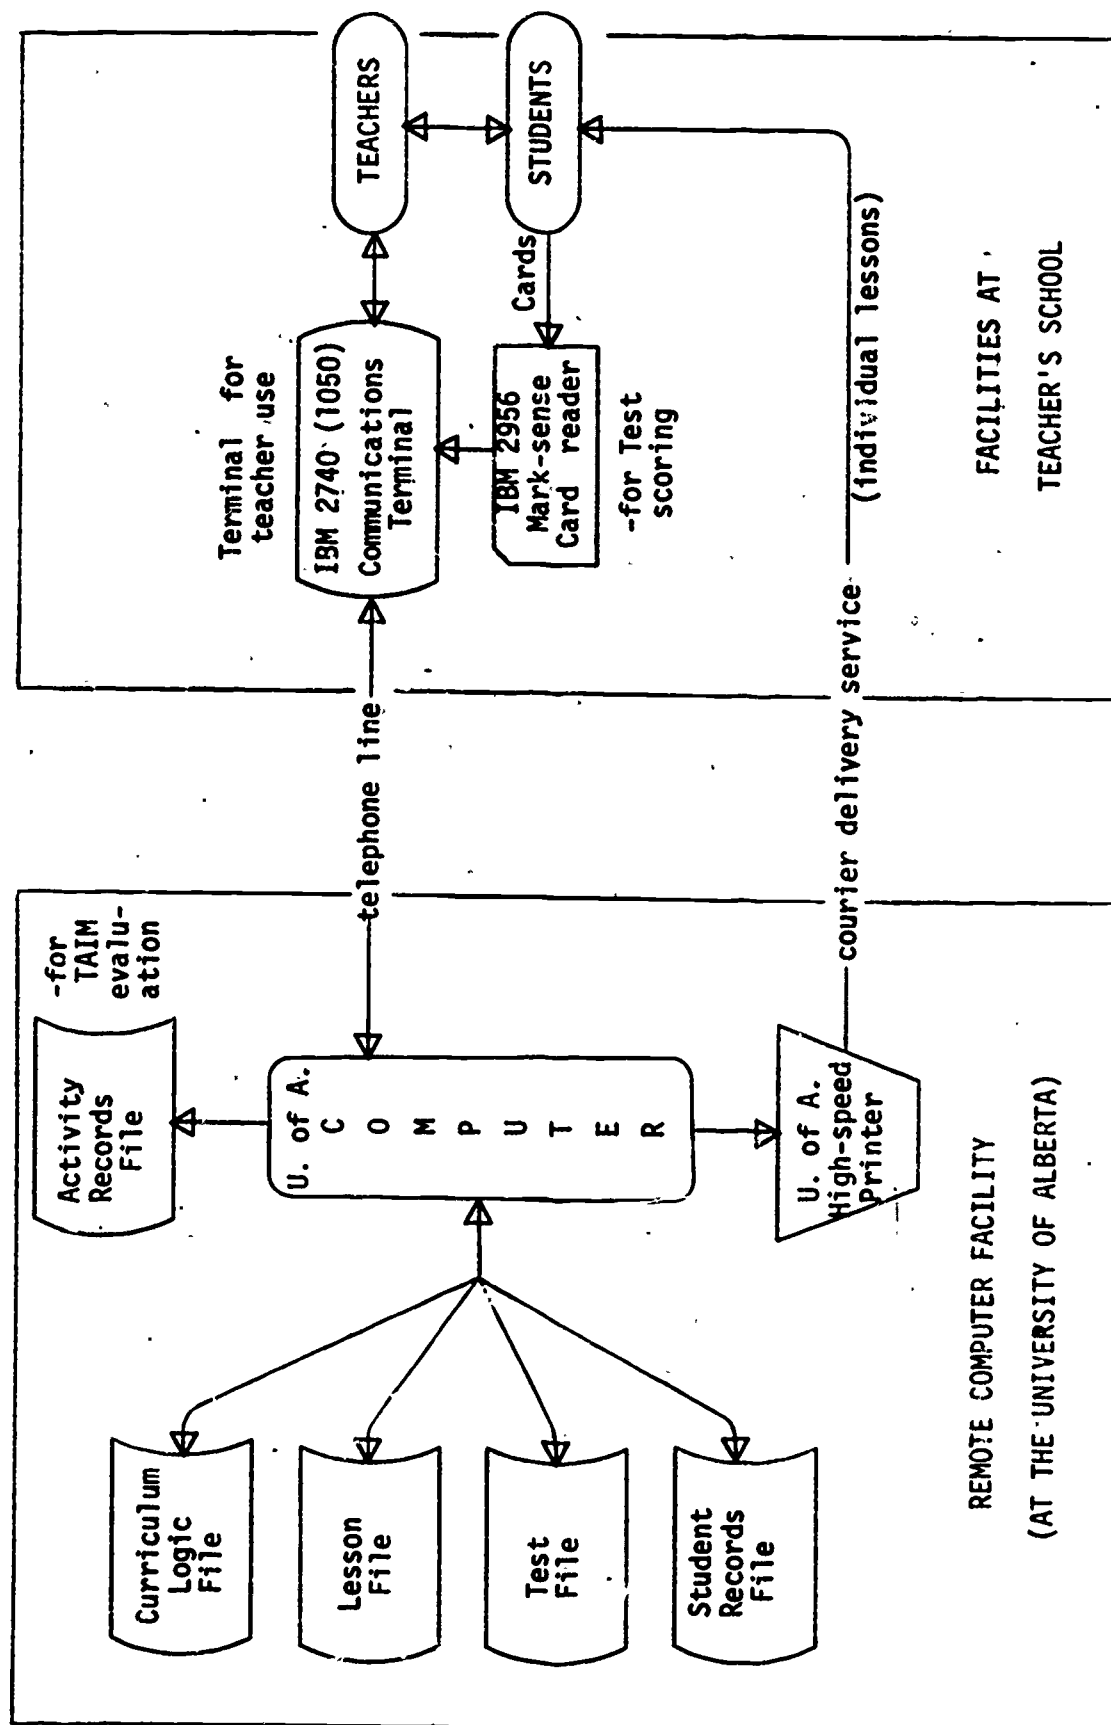 Curriculum
Logic
File
Lesson
File
Test
File
Student
Records
File
Activity
Records
File
-for
TAIM
evalu-
ation
U. of A.
C
O
M
P
U
T
E
R
U. of A.
High-speed
Printer
REMOTE COMPUTER FACILITY
(AT THE UNIVERSITY OF ALBERTA)
telephone line
courier delivery service
(individual lessons)
Terminal for
teacher use
IBM 2740 (1050)
Communications
Terminal
IBM 2956
Mark-sense
Card reader
-for Test
scoring
Cards
TEACHERS
STUDENTS
FACILITIES AT
TEACHER'S SCHOOL